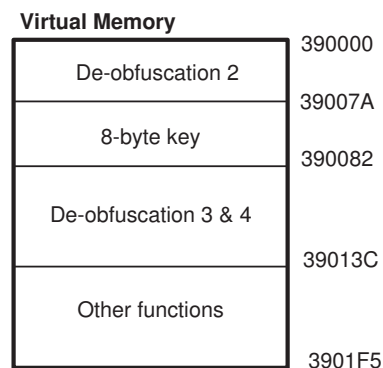 Virtual Memory
390000
De-obfuscation 2
39007A
8-byte key
390082
De-obfuscation 3 & 4
39013C
Other functions
3901F5